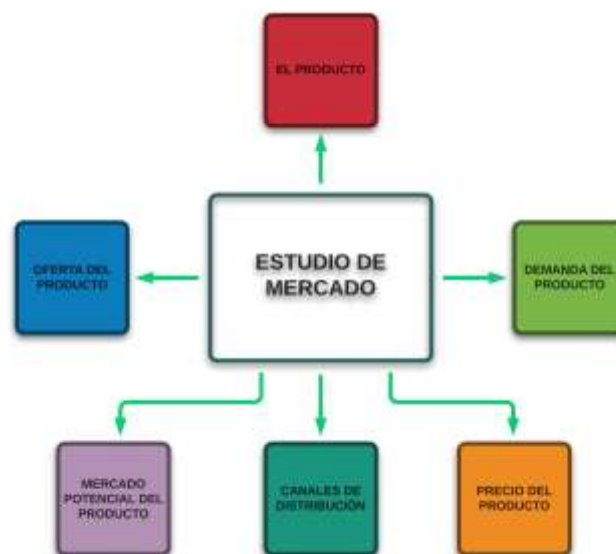 EL PRODUCTO
OFERTA DEL
PRODUCTO
ESTUDIO DE
MERCADO
DEMANDA DEL
PRODUCTO
MERCADO
POTENCIAL DEL
PRODUCTO
CANALES DE
DISTRIBUCIÓN
PRECIO DEL
PRODUCTO